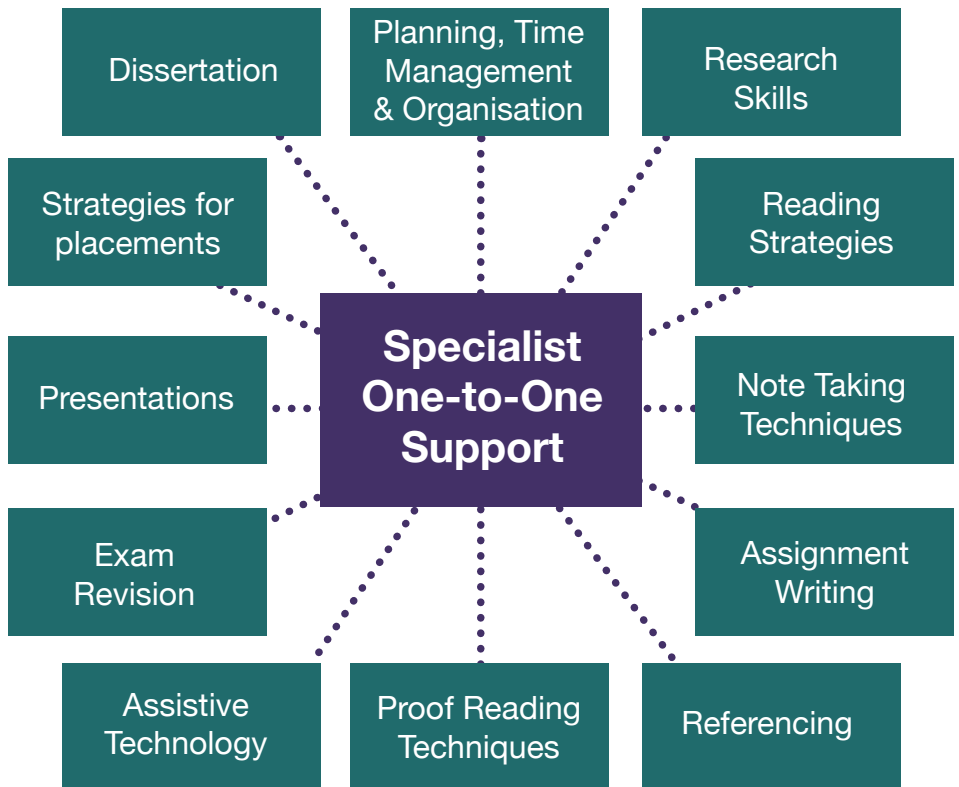 Dissertation
Planning, Time
Management
& Organisation
Research
Skills
Strategies for
placements
Reading
Strategies
Specialist
One-to-One
Support
Presentations
Note Taking
Techniques
Exam
Revision
Assignment
Writing
Assistive
Technology
Proof Reading
Techniques
Referencing